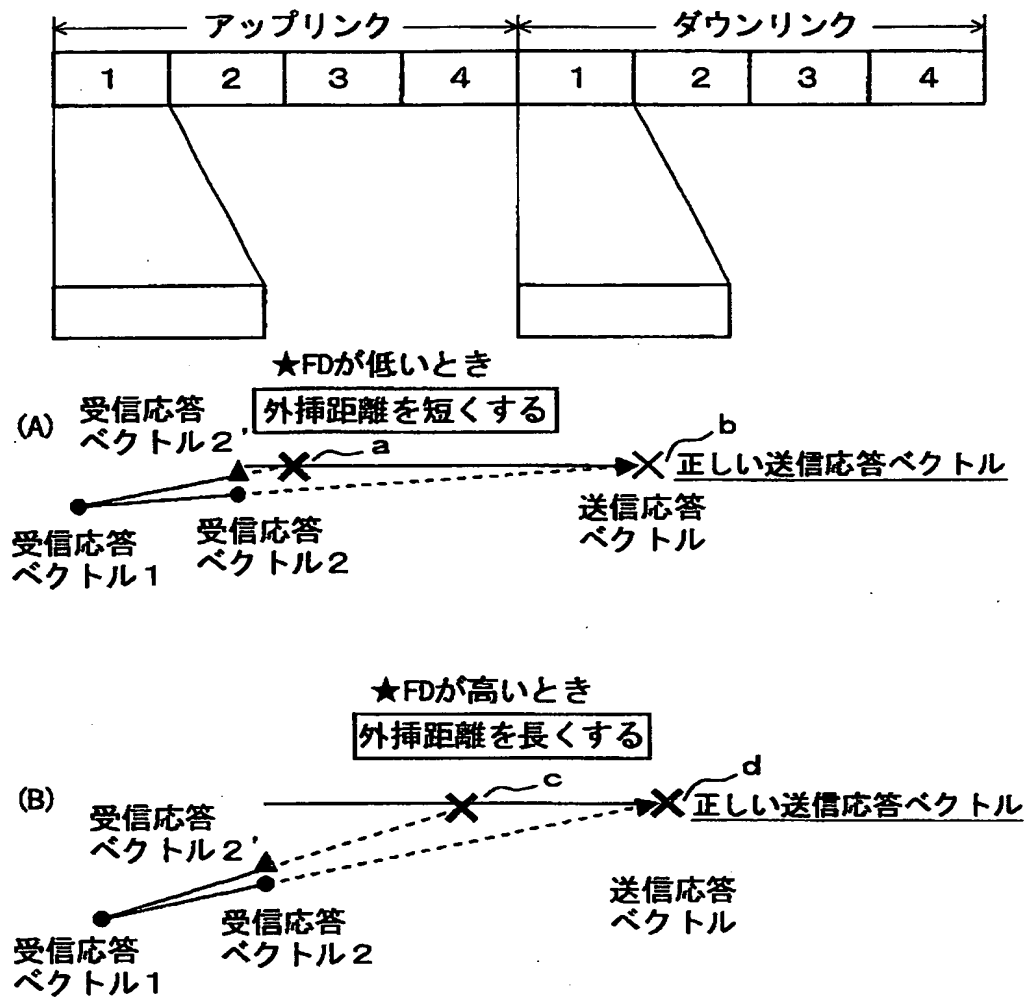 アップリンク ダウンリンク
1 2 3 4 1 2 3 4
★FDが低いとき
外挿距離を短くする
(A)
受信応答
ベクトル2'
a
b
正しい送信応答ベクトル
送信応答
ベクトル
受信応答
ベクトル1
受信応答
ベクトル2
★FDが高いとき
外挿距離を長くする
(B)
受信応答
ベクトル2'
c
d
正しい送信応答ベクトル
送信応答
ベクトル
受信応答
ベクトル1
受信応答
ベクトル2